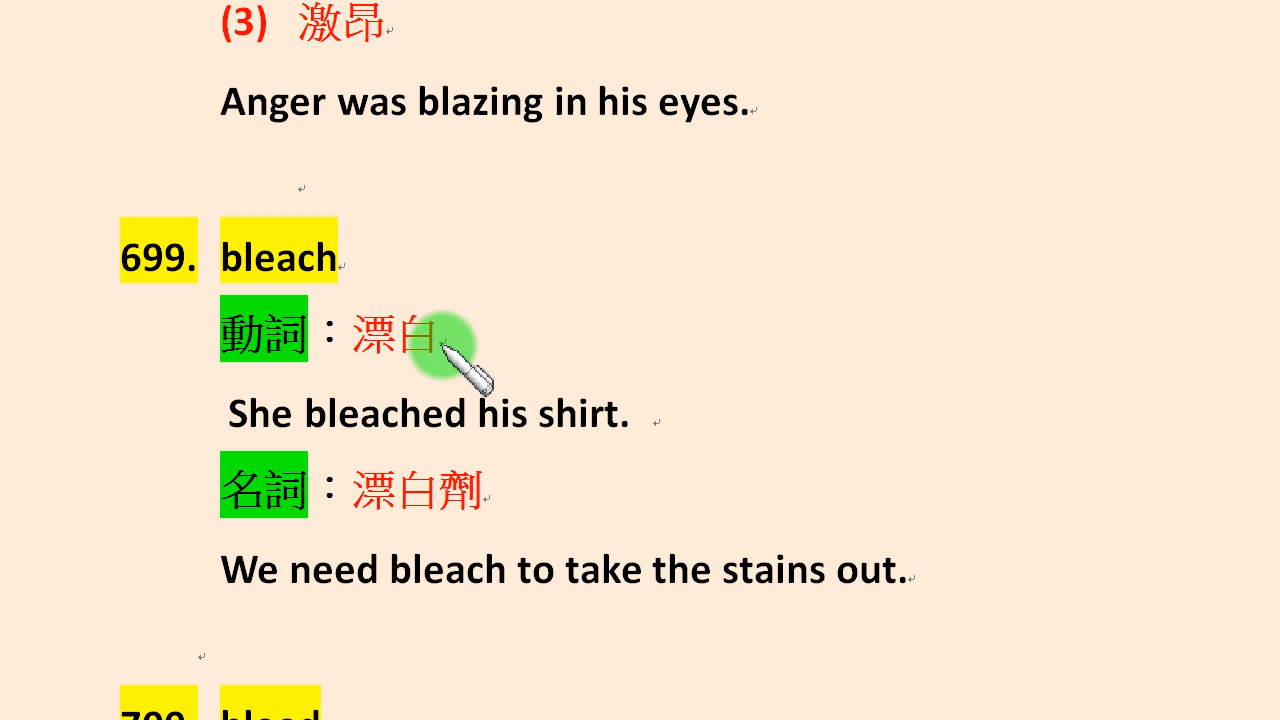 (3) 激昂
Anger was blazing in his eyes.
699. bleach
動詞：漂白
She bleached his shirt.
名詞：漂白劑
We need bleach to take the stains out.